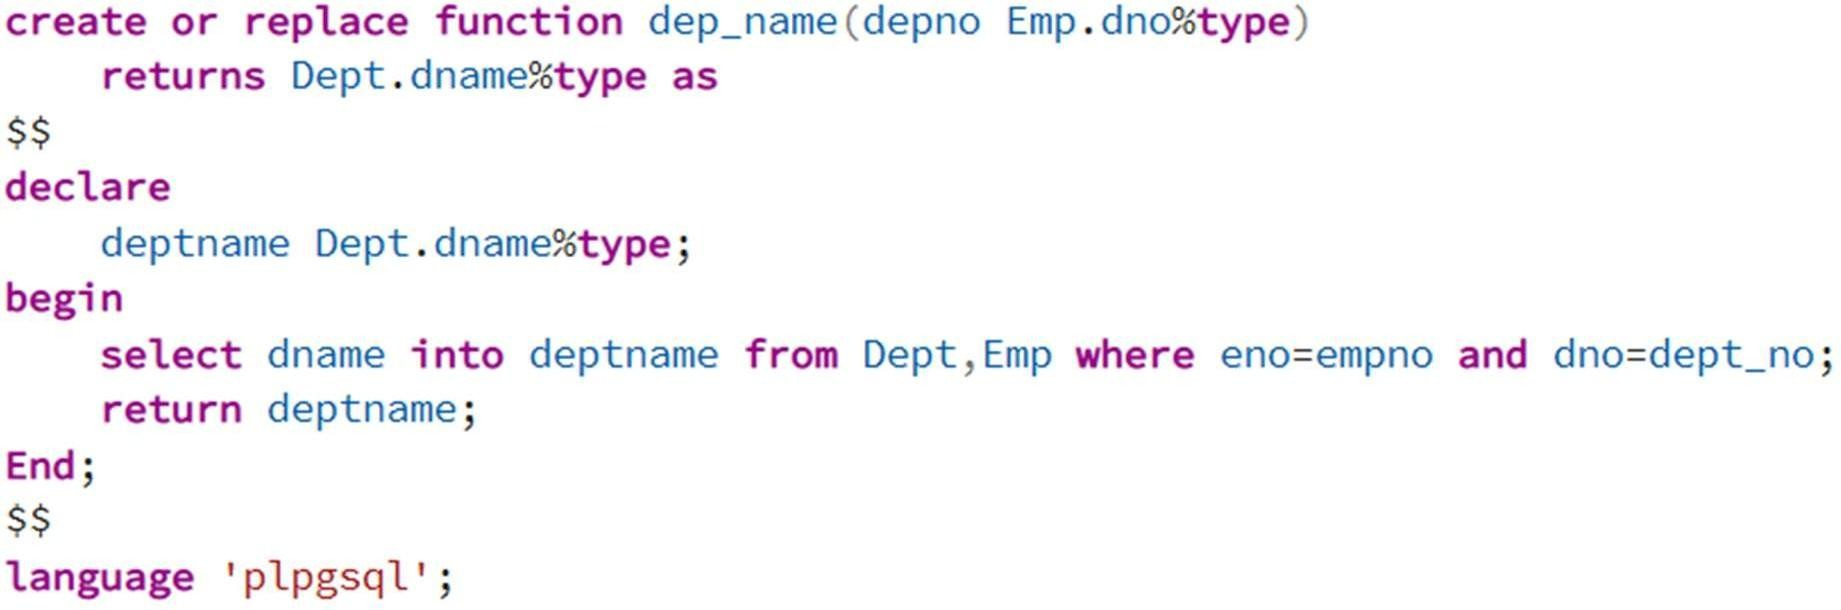 create or replace function dep_name(depno Emp.dno%type)
    returns Dept.dname%type as
$$
declare
    deptname Dept.dname%type;
begin
    select dname into deptname from Dept,Emp where eno=empno and dno=dept_no;
    return deptname;
End;
$$
language 'plpgsql';